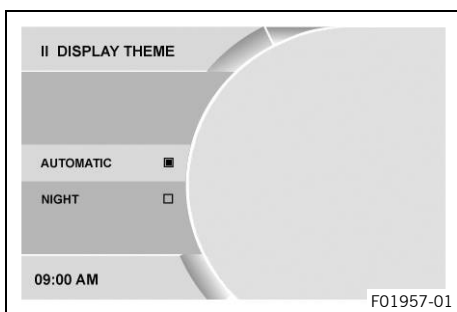 II DISPLAY THEME
AUTOMATIC
NIGHT
09:00 AM
F01957-01